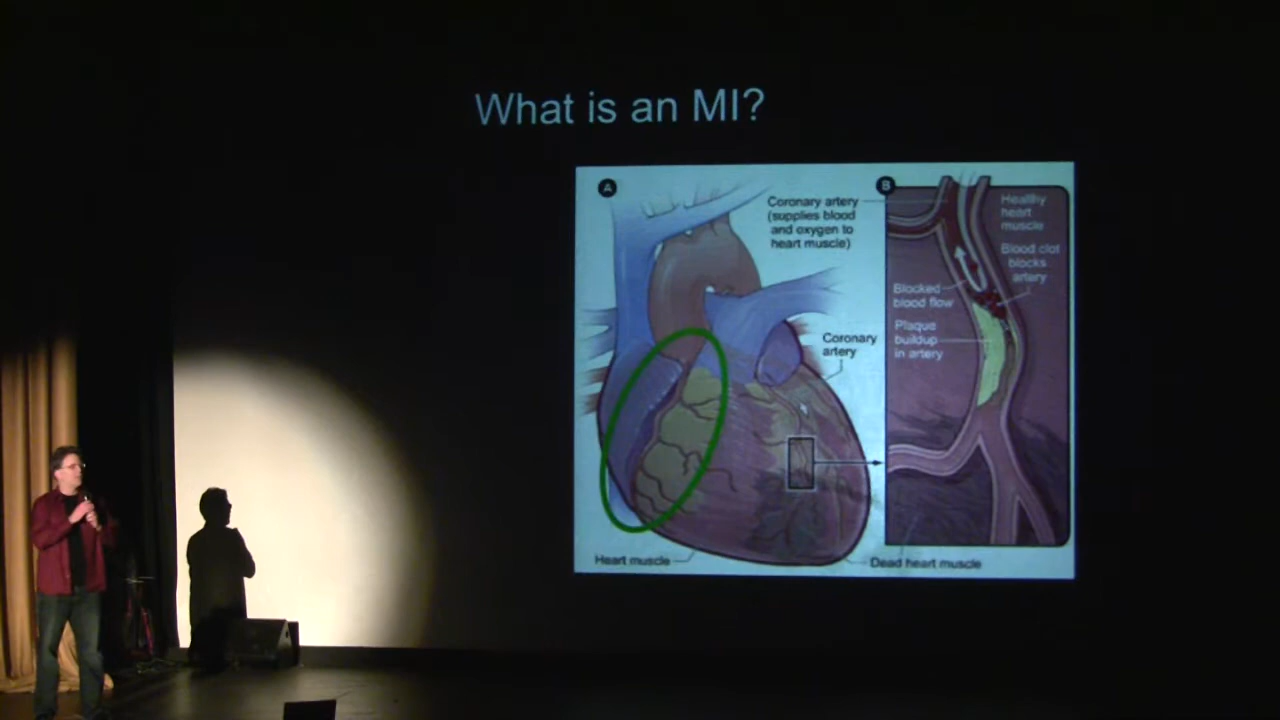 What is an MI?
A
Coronary artery
(supplies blood
and oxygen to
heart muscle)
Coronary
artery
Heart muscle
Dead heart muscle
B
Healthy
heart
muscle
Blood clot
blocks
artery
Blocked
blood flow
Plaque
buildup
in artery